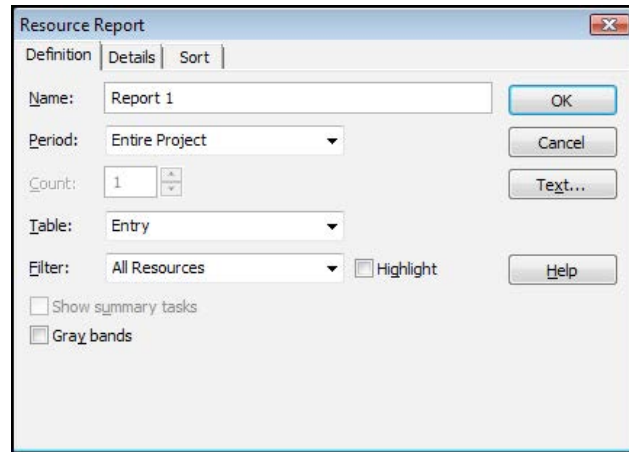 Resource Report
Definition Details Sort
Name: Report 1 OK
Period: Entire Project Cancel
Count: 1 Text...
Table: Entry
Filter: All Resources Highlight Help
Show summary tasks
Gray bands